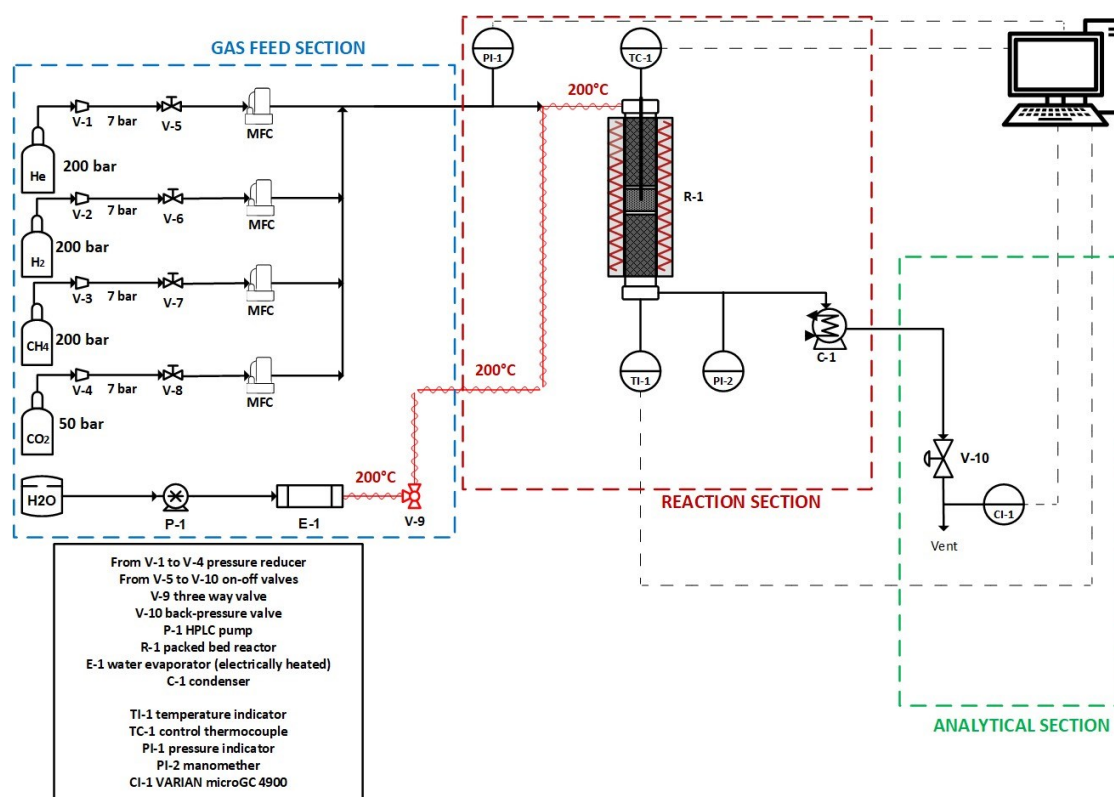 GAS FEED SECTION
PI-1
TC-1
200°C
V-1
7 bar
V-5
MFC
200 bar
He
R-1
V-2
7 bar
V-6
MFC
200 bar
H2
V-3
7 bar
V-7
MFC
200 bar
CH4
C-1
V-4
7 bar
V-8
MFC
200°C
TI-1
PI-2
50 bar
CO2
V-10
200°C
H2O
P-1
E-1
V-9
REACTION SECTION
CI-1
Vent
From V-1 to V-4 pressure reducer
From V-5 to V-10 on-off valves
V-9 three way valve
V-10 back-pressure valve
P-1 HPLC pump
R-1 packed bed reactor
E-1 water evaporator (electrically heated)
C-1 condenser
TI-1 temperature indicator
TC-1 control thermocouple
PI-1 pressure indicator
PI-2 manomether
CI-1 VARIAN microGC 4900
ANALYTICAL SECTION